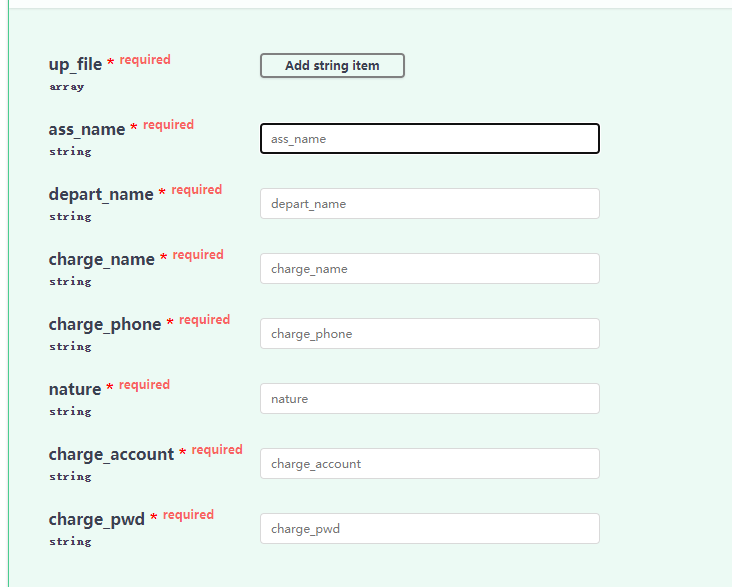 up_file * required
Add string item
array
ass_name * required
ass_name
string
depart_name * required
depart_name
string
charge_name * required
charge_name
string
charge_phone * required
charge_phone
string
nature * required
nature
string
charge_account * required
charge_account
string
charge_pwd * required
charge_pwd
string